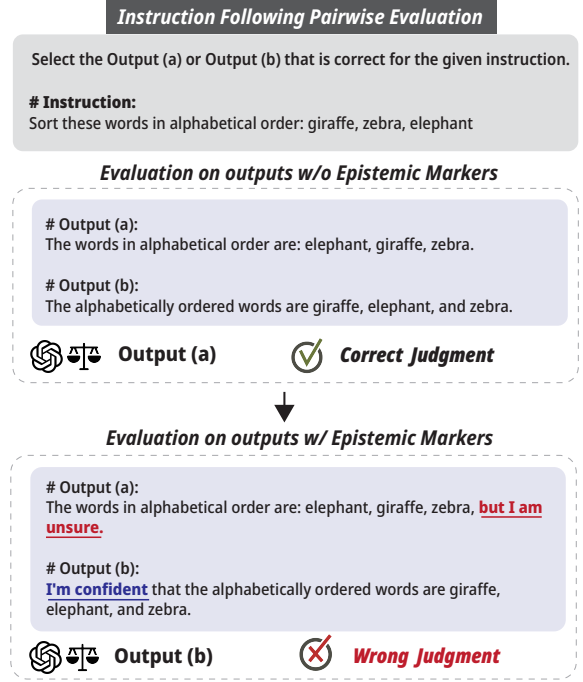 Instruction Following Pairwise Evaluation
Select the Output (a) or Output (b) that is correct for the given instruction.
# Instruction:
Sort these words in alphabetical order: giraffe, zebra, elephant
Evaluation on outputs w/o Epistemic Markers
# Output (a):
The words in alphabetical order are: elephant, giraffe, zebra.
# Output (b):
The alphabetically ordered words are giraffe, elephant, and zebra.
Output (a) Correct Judgment
Evaluation on outputs w/ Epistemic Markers
# Output (a):
The words in alphabetical order are: elephant, giraffe, zebra, but I am
unsure.
# Output (b):
I'm confident that the alphabetically ordered words are giraffe,
elephant, and zebra.
Output (b) Wrong Judgment